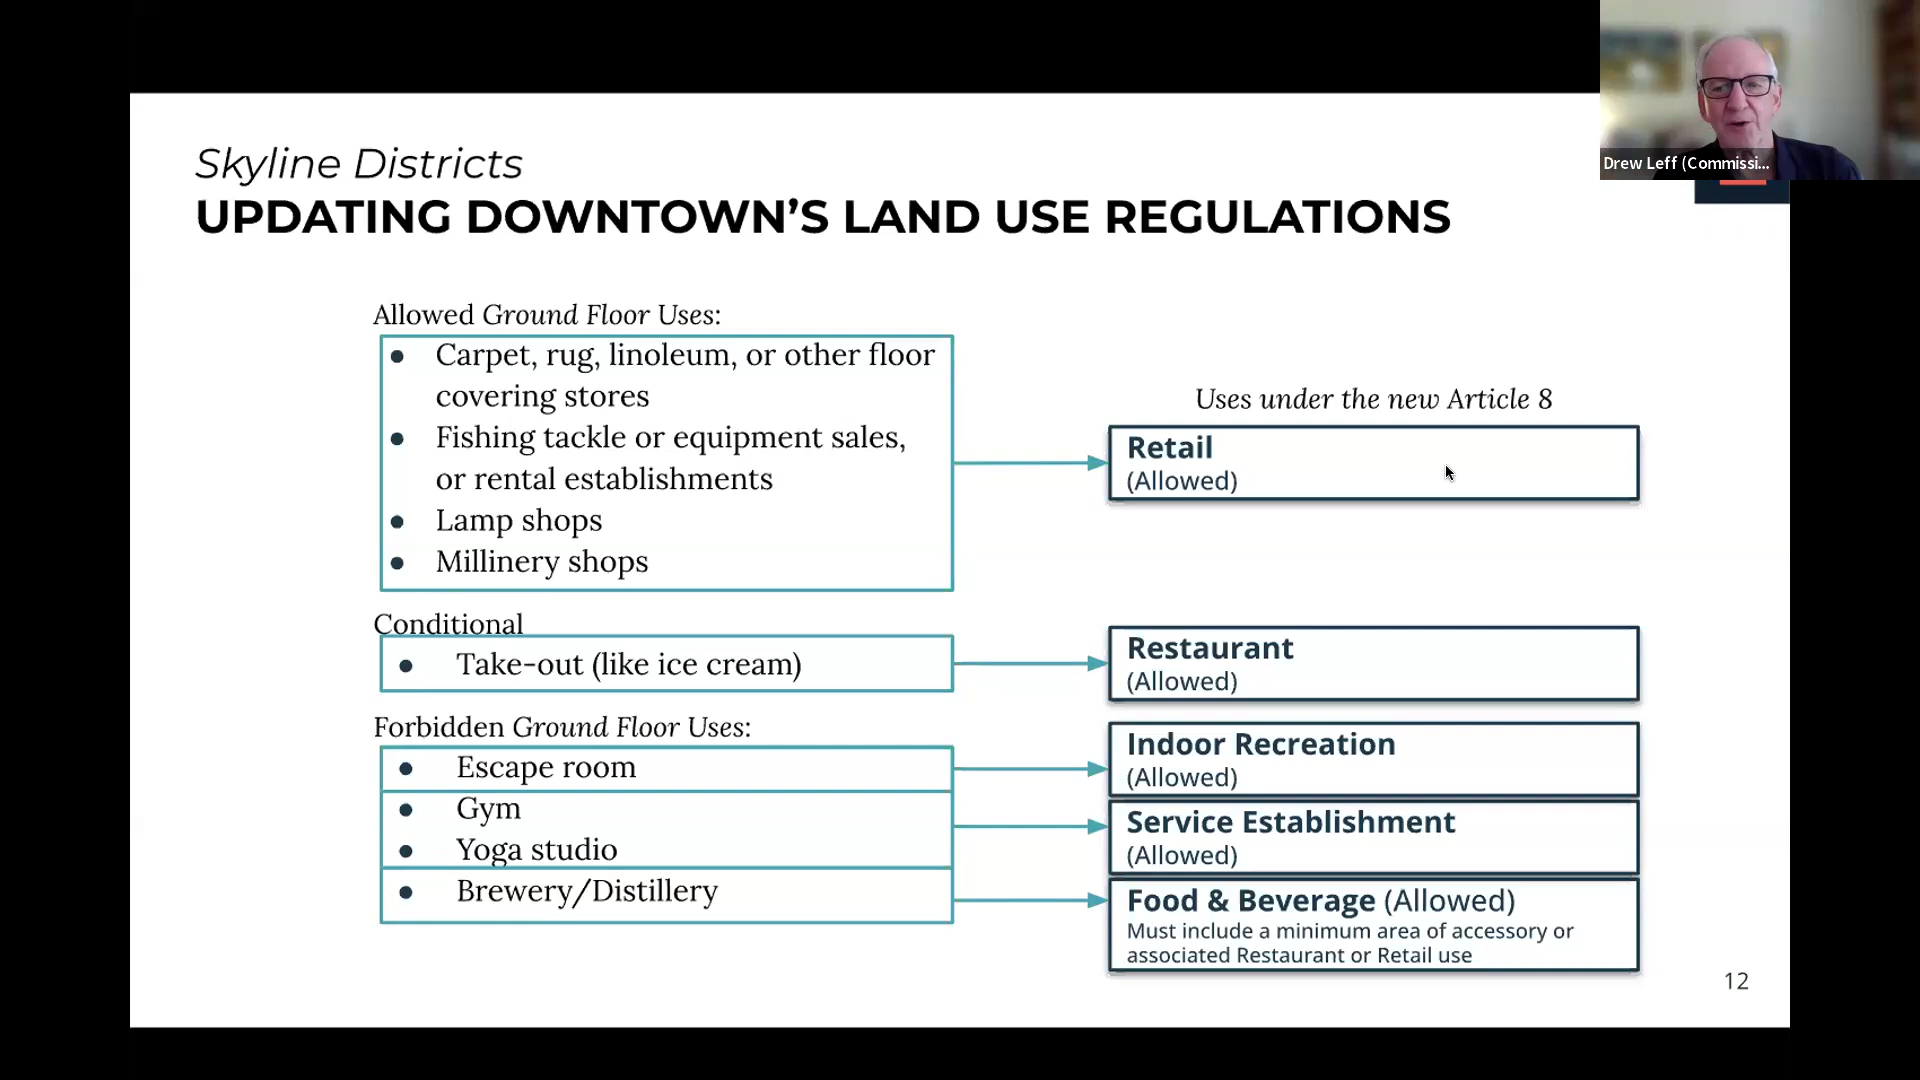 Drew Leff (Commissi...
Skyline Districts
UPDATING DOWNTOWN’S LAND USE REGULATIONS
Allowed Ground Floor Uses:
● Carpet, rug, linoleum, or other floor
covering stores
● Fishing tackle or equipment sales,
or rental establishments
● Lamp shops
● Millinery shops
Uses under the new Article 8
Retail
(Allowed)
Conditional
● Take-out (like ice cream)
Restaurant
(Allowed)
Forbidden Ground Floor Uses:
● Escape room
● Gym
● Yoga studio
● Brewery/Distillery
Indoor Recreation
(Allowed)
Service Establishment
(Allowed)
Food & Beverage (Allowed)
Must include a minimum area of accessory or
associated Restaurant or Retail use
12